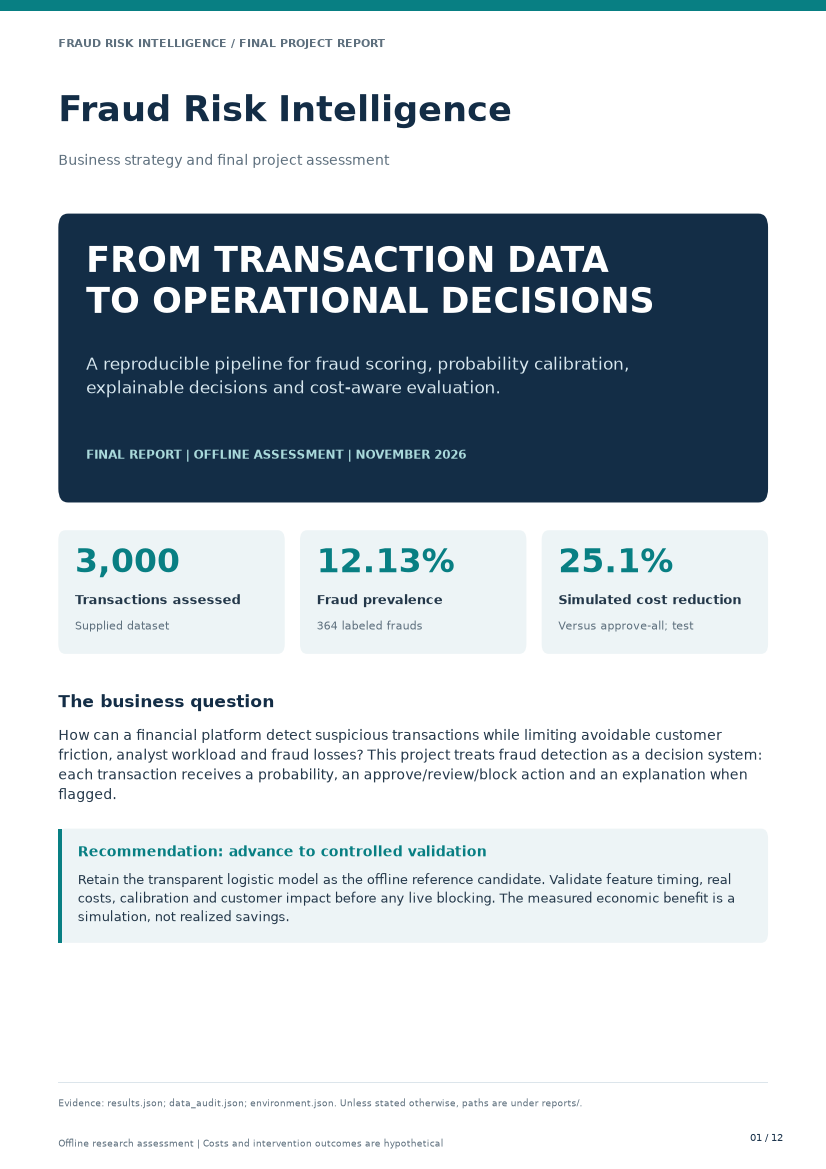 FRAUD RISK INTELLIGENCE / FINAL PROJECT REPORT
Fraud Risk Intelligence
Business strategy and final project assessment
FROM TRANSACTION DATA
TO OPERATIONAL DECISIONS
A reproducible pipeline for fraud scoring, probability calibration,
explainable decisions and cost-aware evaluation.
FINAL REPORT | OFFLINE ASSESSMENT | NOVEMBER 2026
3,000
Transactions assessed
Supplied dataset
12.13%
Fraud prevalence
364 labeled frauds
25.1%
Simulated cost reduction
Versus approve-all; test
The business question
How can a financial platform detect suspicious transactions while limiting avoidable customer
friction, analyst workload and fraud losses? This project treats fraud detection as a decision system:
each transaction receives a probability, an approve/review/block action and an explanation when
flagged.
Recommendation: advance to controlled validation
Retain the transparent logistic model as the offline reference candidate. Validate feature timing, real
costs, calibration and customer impact before any live blocking. The measured economic benefit is a
simulation, not realized savings.
Evidence: results.json; data_audit.json; environment.json. Unless stated otherwise, paths are under reports/.
Offline research assessment | Costs and intervention outcomes are hypothetical
01 / 12